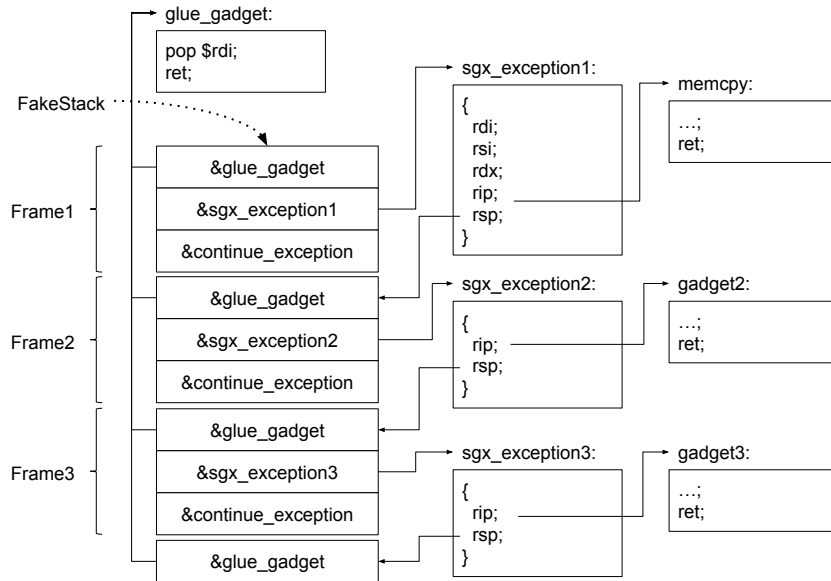 glue_gadget:
pop $rdi;
ret;
FakeStack
Frame1
&glue_gadget
&sgx_exception1
&continue_exception
sgx_exception1:
{
rdi;
rsi;
rdx;
rip;
rsp;
}
memcpy:
…;
ret;
Frame2
&glue_gadget
&sgx_exception2
&continue_exception
sgx_exception2:
{
rip;
rsp;
}
gadget2:
…;
ret;
Frame3
&glue_gadget
&sgx_exception3
&continue_exception
sgx_exception3:
{
rip;
rsp;
}
gadget3:
…;
ret;
&glue_gadget